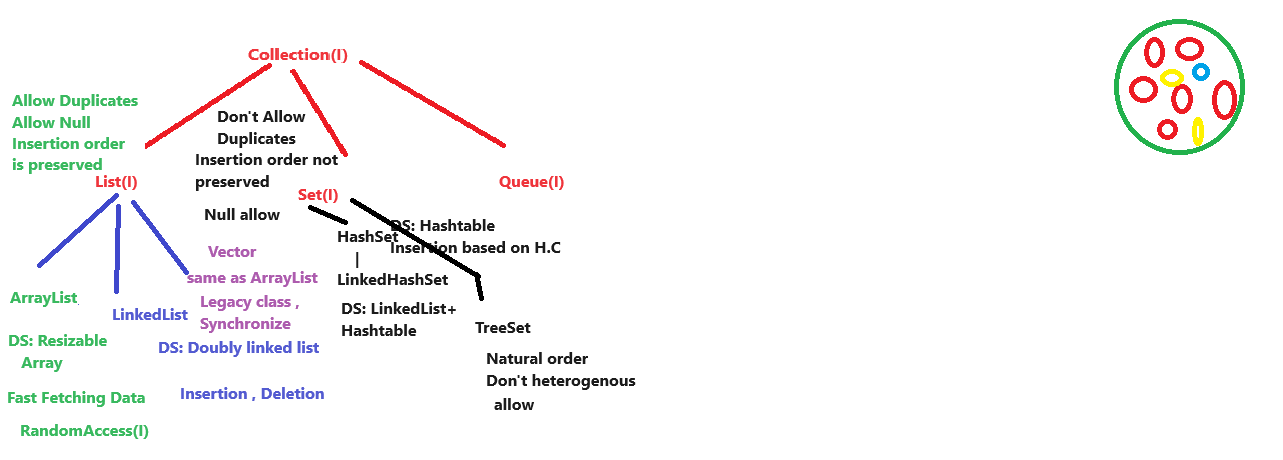 Collection(I)
Allow Duplicates
Allow Null
Insertion order
is preserved
List(I)
Don't Allow
Duplicates
Insertion order not
preserved
Set(I)
Null allow
Queue(I)
ArrayList
DS: Resizable
Array
Fast Fetching Data
RandomAccess(I)
LinkedList
DS: Doubly linked list
Insertion , Deletion
Vector
same as ArrayList
Legacy class ,
Synchronize
HashSet
DS: Hashtable
Insertion based on H.C
|
LinkedHashSet
DS: LinkedList+
Hashtable
TreeSet
Natural order
Don't heterogenous
allow